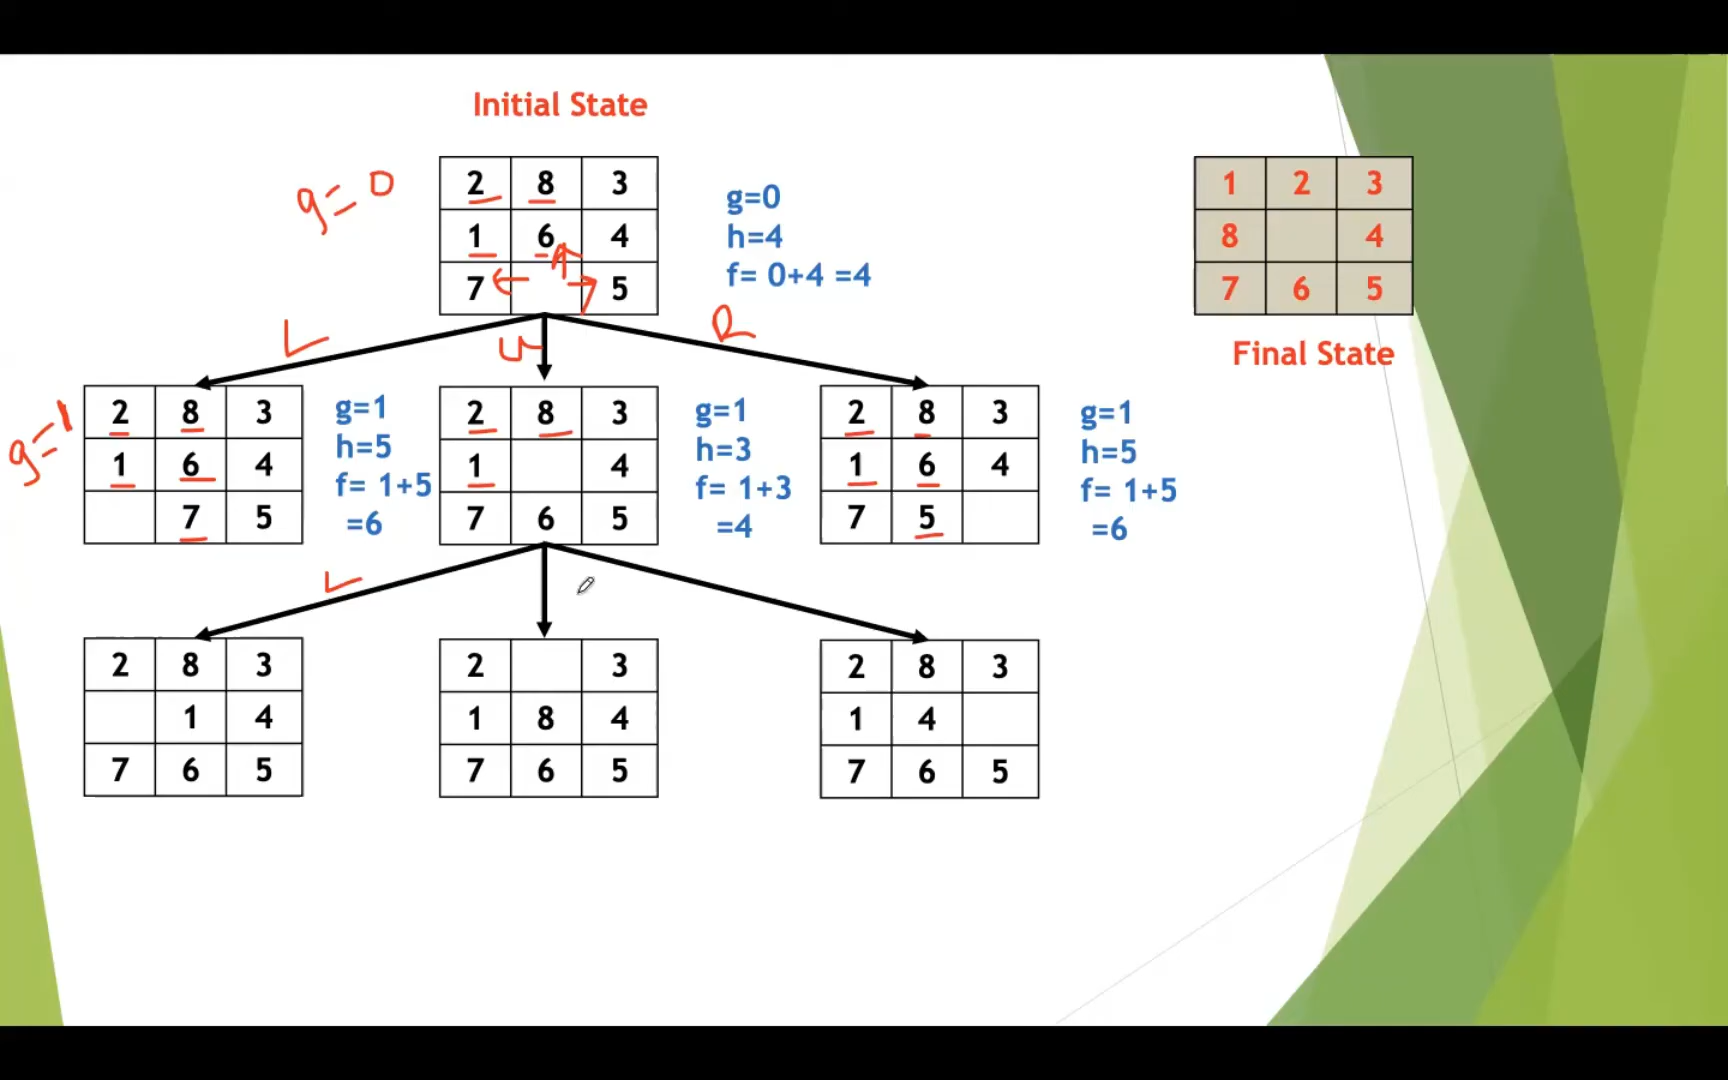 Initial State
g=0
2 8 3
1 6 4
7 5
g=0
h=4
f= 0+4 =4
1 2 3
8 4
7 6 5
Final State
L
U
R
g=1
2 8 3
1 6 4
7 5
g=1
h=5
f= 1+5
=6
2 8 3
1 4
7 6 5
g=1
h=3
f= 1+3
=4
2 8 3
1 6 4
7 5
g=1
h=5
f= 1+5
=6
L
2 8 3
1 4
7 6 5
2 3
1 8 4
7 6 5
2 8 3
1 4
7 6 5